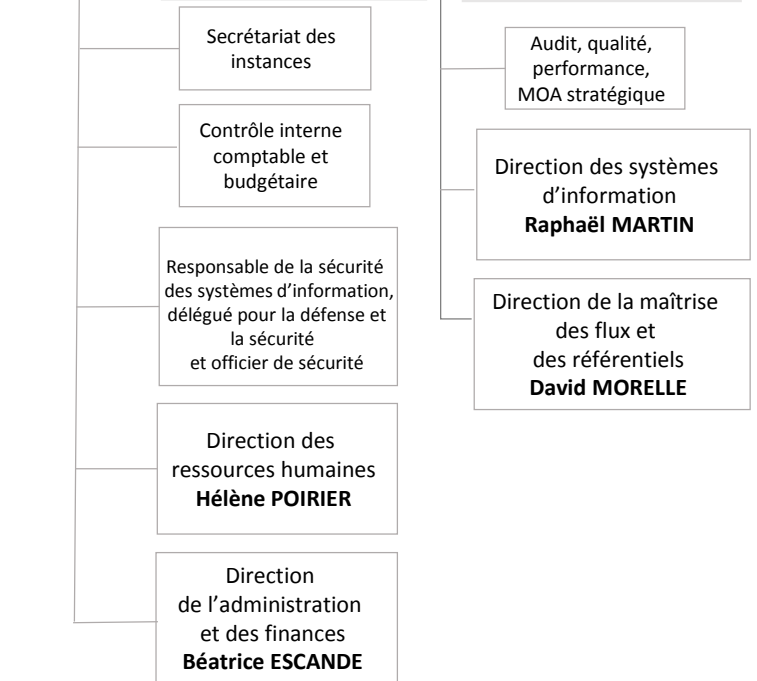 Secrétariat des
instances
Contrôle interne
comptable et
budgétaire
Responsable de la sécurité
des systèmes d'information,
délégué pour la défense et
la sécurité
et officier de sécurité
Direction des
ressources humaines
Hélène POIRIER
Direction
de l'administration
et des finances
Béatrice ESCANDE
Audit, qualité,
performance,
MOA stratégique
Direction des systèmes
d'information
Raphaël MARTIN
Direction de la maîtrise
des flux et
des référentiels
David MORELLE